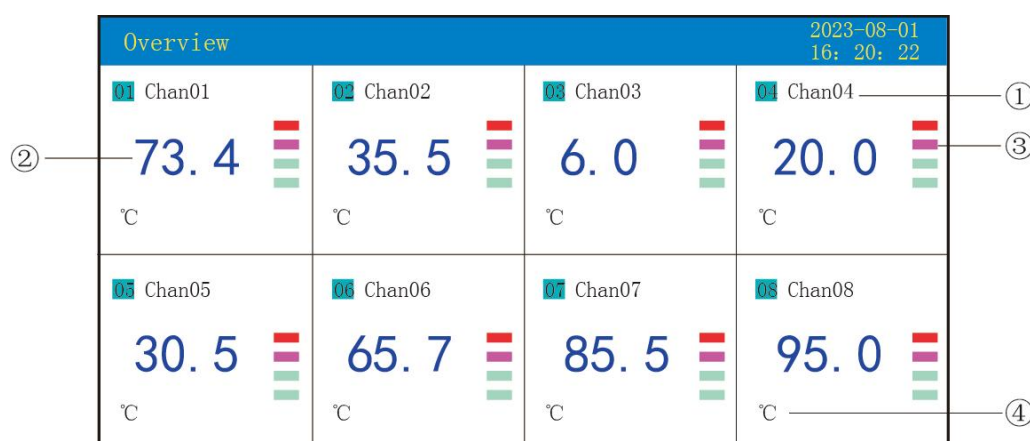 Overview
2023-08-01
16: 20: 22
01 Chan01
02 Chan02
03 Chan03
04 Chan04
①
73.4
35.5
6.0
20.0
②
③
℃
℃
℃
℃
05 Chan05
06 Chan06
07 Chan07
08 Chan08
30.5
65.7
85.5
95.0
℃
℃
℃
℃
④